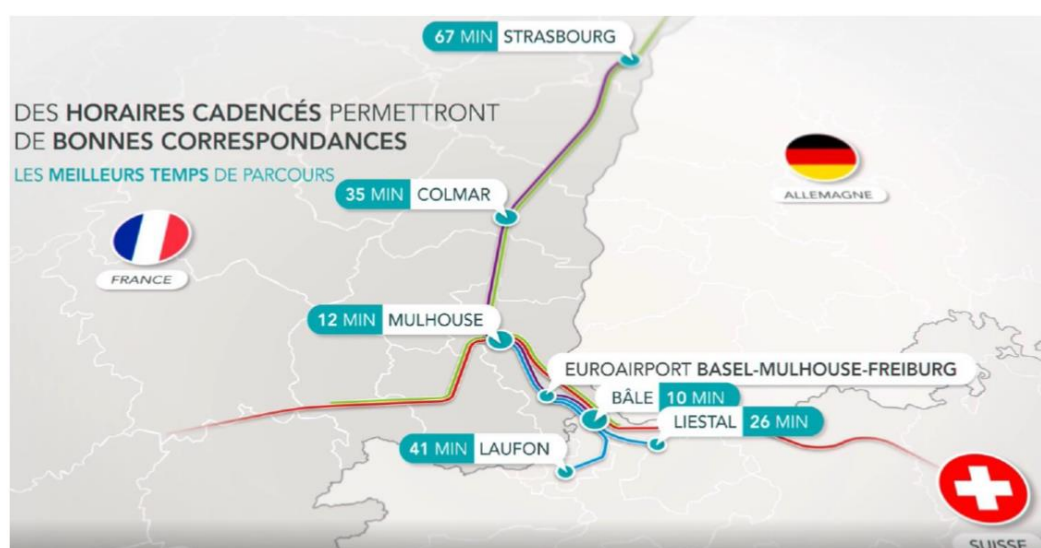 67 MIN STRASBOURG
DES HORAIRES CADENCÉS PERMETTRONT
DE BONNES CORRESPONDANCES
LES MEILLEURS TEMPS DE PARCOURS
35 MIN COLMAR
ALLEMAGNE
FRANCE
12 MIN MULHOUSE
EUROAIRPORT BASEL-MULHOUSE-FREIBURG
BÂLE 10 MIN
LIESTAL 26 MIN
41 MIN LAUFON
SUISSE